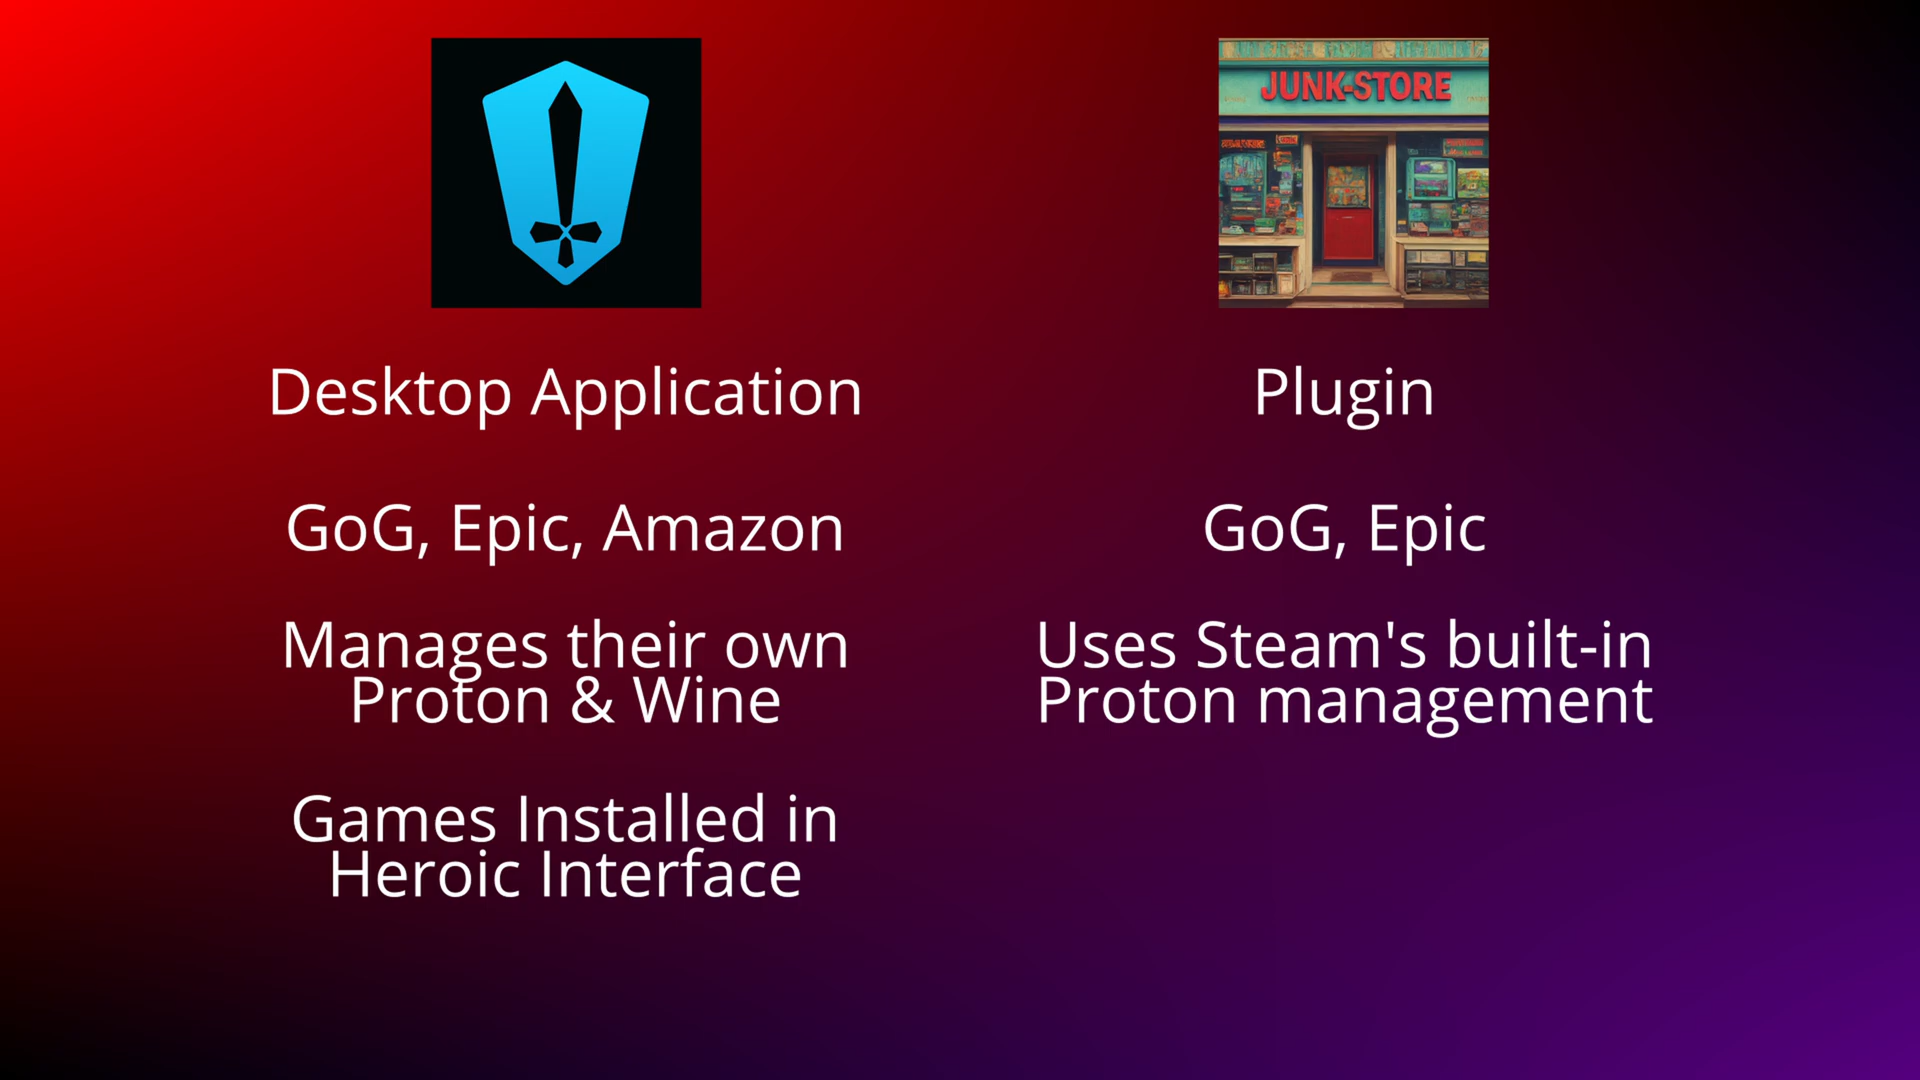 JUNK-STORE
Desktop Application
Plugin
GoG, Epic, Amazon
GoG, Epic
Manages their own
Proton & Wine
Uses Steam's built-in
Proton management
Games Installed in
Heroic Interface